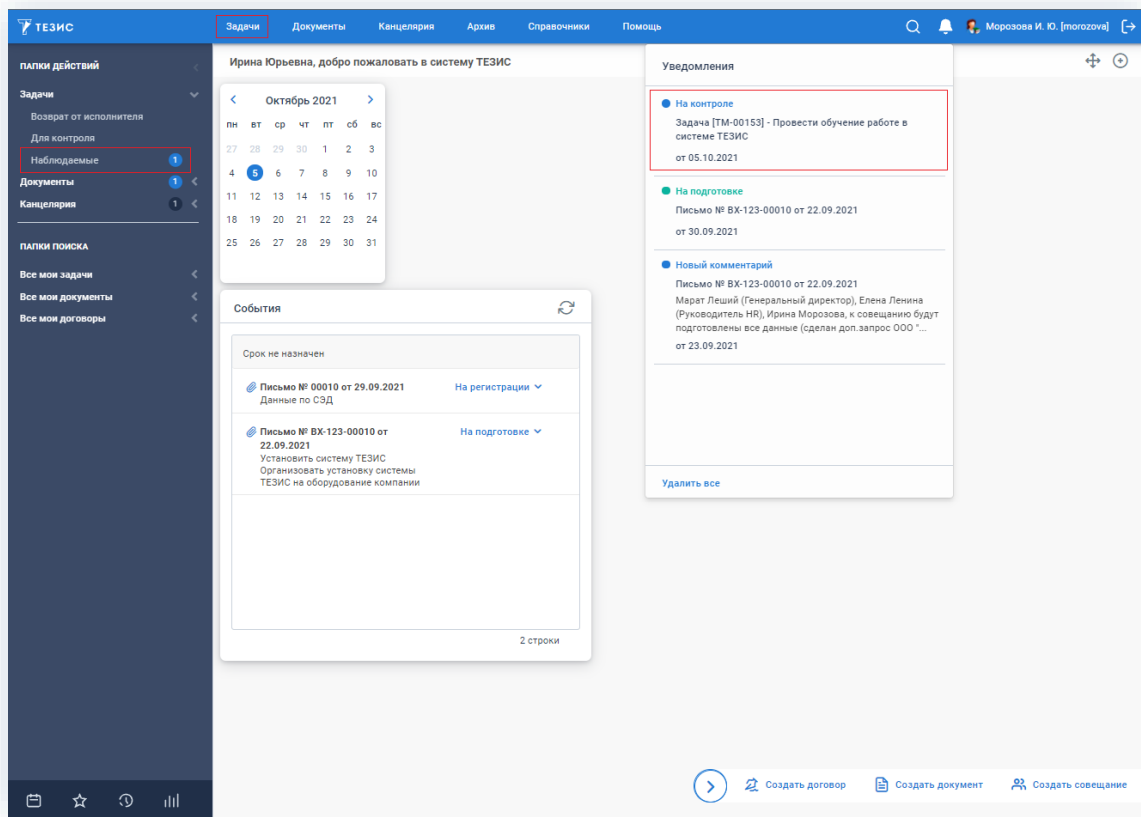 ТЕЗИС
Задачи
Документы
Канцелярия
Архив
Справочники
Помощь
Морозова И. Ю. [morozova]
ПАПКИ ДЕЙСТВИЙ
Задачи
Возврат от исполнителя
Для контроля
Наблюдаемые 1
Документы 1
Канцелярия 1
ПАПКИ ПОИСКА
Все мои задачи
Все мои документы
Все мои договоры
Ирина Юрьевна, добро пожаловать в систему ТЕЗИС
Октябрь 2021
пн вт ср чт пт сб вс
27 28 29 30 1 2 3
4 5 6 7 8 9 10
11 12 13 14 15 16 17
18 19 20 21 22 23 24
25 26 27 28 29 30 31
События
Срок не назначен
Письмо № 00010 от 29.09.2021 На регистрации
Данные по СЭД
Письмо № ВХ-123-00010 от На подготовке
22.09.2021
Установить систему ТЕЗИС
Организовать установку системы
ТЕЗИС на оборудование компании
2 строки
Уведомления
На контроле
Задача [ТМ-00153] - Провести обучение работе в
системе ТЕЗИС
от 05.10.2021
На подготовке
Письмо № ВХ-123-00010 от 22.09.2021
от 30.09.2021
Новый комментарий
Письмо № ВХ-123-00010 от 22.09.2021
Марат Леший (Генеральный директор), Елена Ленина
(Руководитель HR), Ирина Морозова, к совещанию будут
подготовлены все данные (сделан доп.запрос ООО "...
от 23.09.2021
Удалить все
Создать договор
Создать документ
Создать совещание